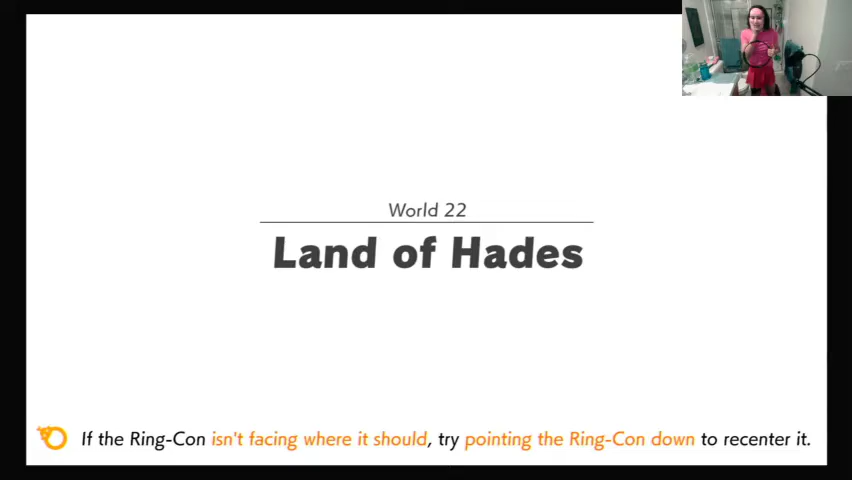 World 22
Land of Hades
If the Ring-Con isn't facing where it should, try pointing the Ring-Con down to recenter it.